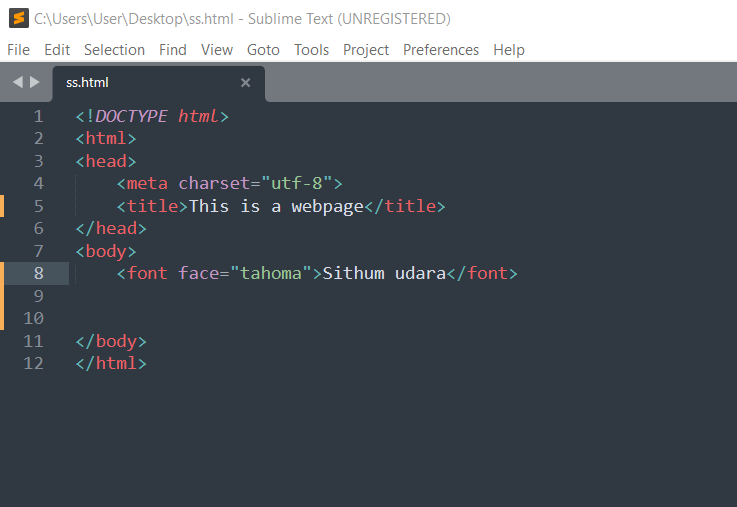 C:\Users\User\Desktop\ss.html - Sublime Text (UNREGISTERED)
File Edit Selection Find View Goto Tools Project Preferences Help
ss.html ×
1 <!DOCTYPE html>
2 <html>
3 <head>
4     <meta charset="utf-8">
5     <title>This is a webpage</title>
6 </head>
7 <body>
8     <font face="tahoma">Sithum udara</font>
9
10
11 </body>
12 </html>